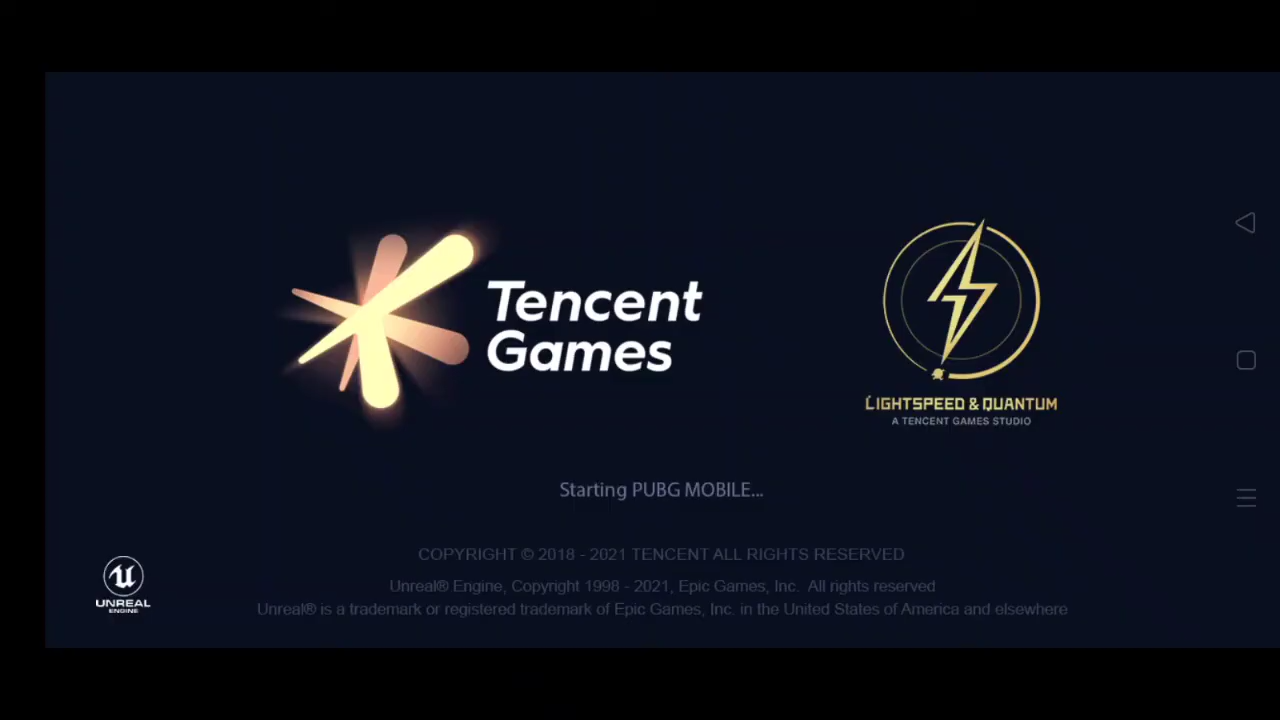 Tencent
Games
LIGHTSPEED & QUANTUM
A TENCENT GAMES STUDIO
Starting PUBG MOBILE...
COPYRIGHT © 2018 - 2021 TENCENT ALL RIGHTS RESERVED
UNREAL
ENGINE
Unreal® Engine, Copyright 1998 - 2021, Epic Games, Inc. All rights reserved
Unreal® is a trademark or registered trademark of Epic Games, Inc. in the United States of America and elsewhere